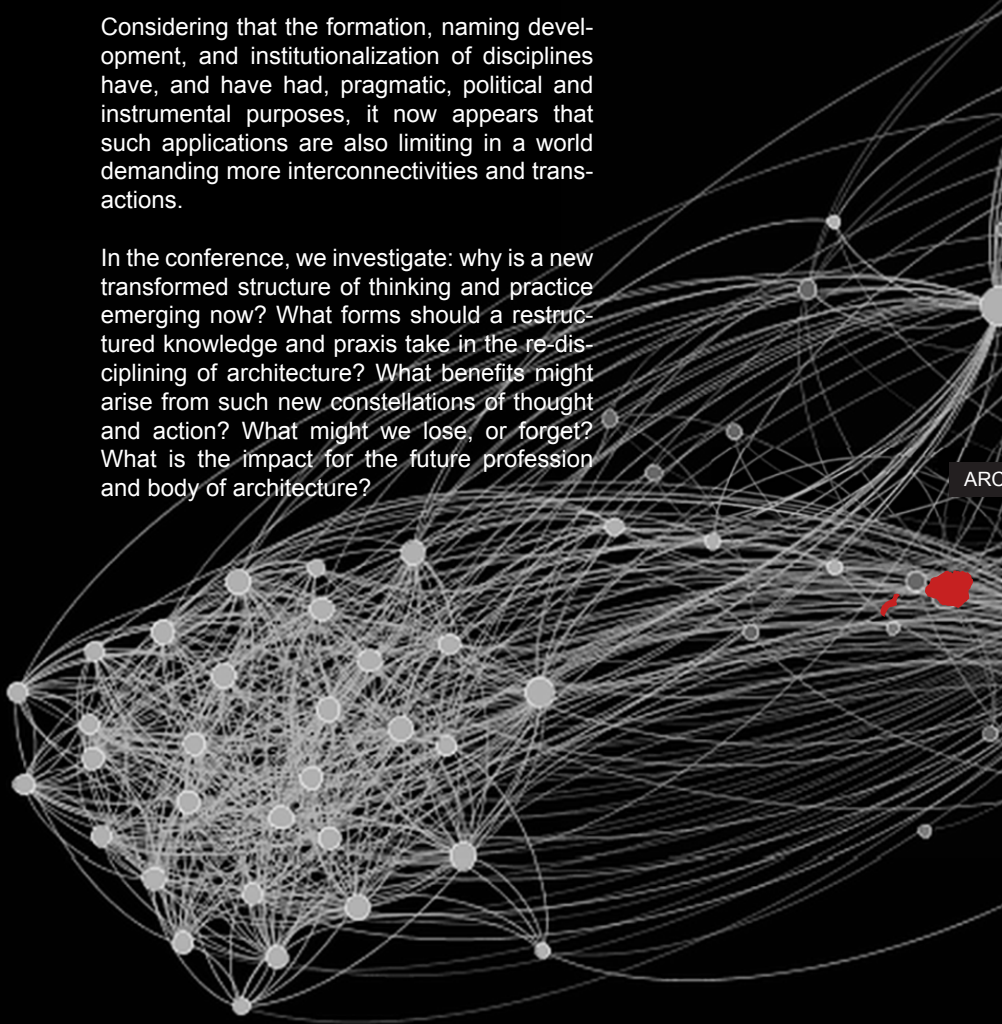 Considering that the formation, naming devel-
opment, and institutionalization of disciplines
have, and have had, pragmatic, political and
instrumental purposes, it now appears that
such applications are also limiting in a world
demanding more interconnectivities and trans-
actions.
In the conference, we investigate: why is a new
transformed structure of thinking and practice
emerging now? What forms should a restruc-
tured knowledge and praxis take in the re-dis-
ciplining of architecture? What benefits might
arise from such new constellations of thought
and action? What might we lose, or forget?
What is the impact for the future profession
and body of architecture?
ARC